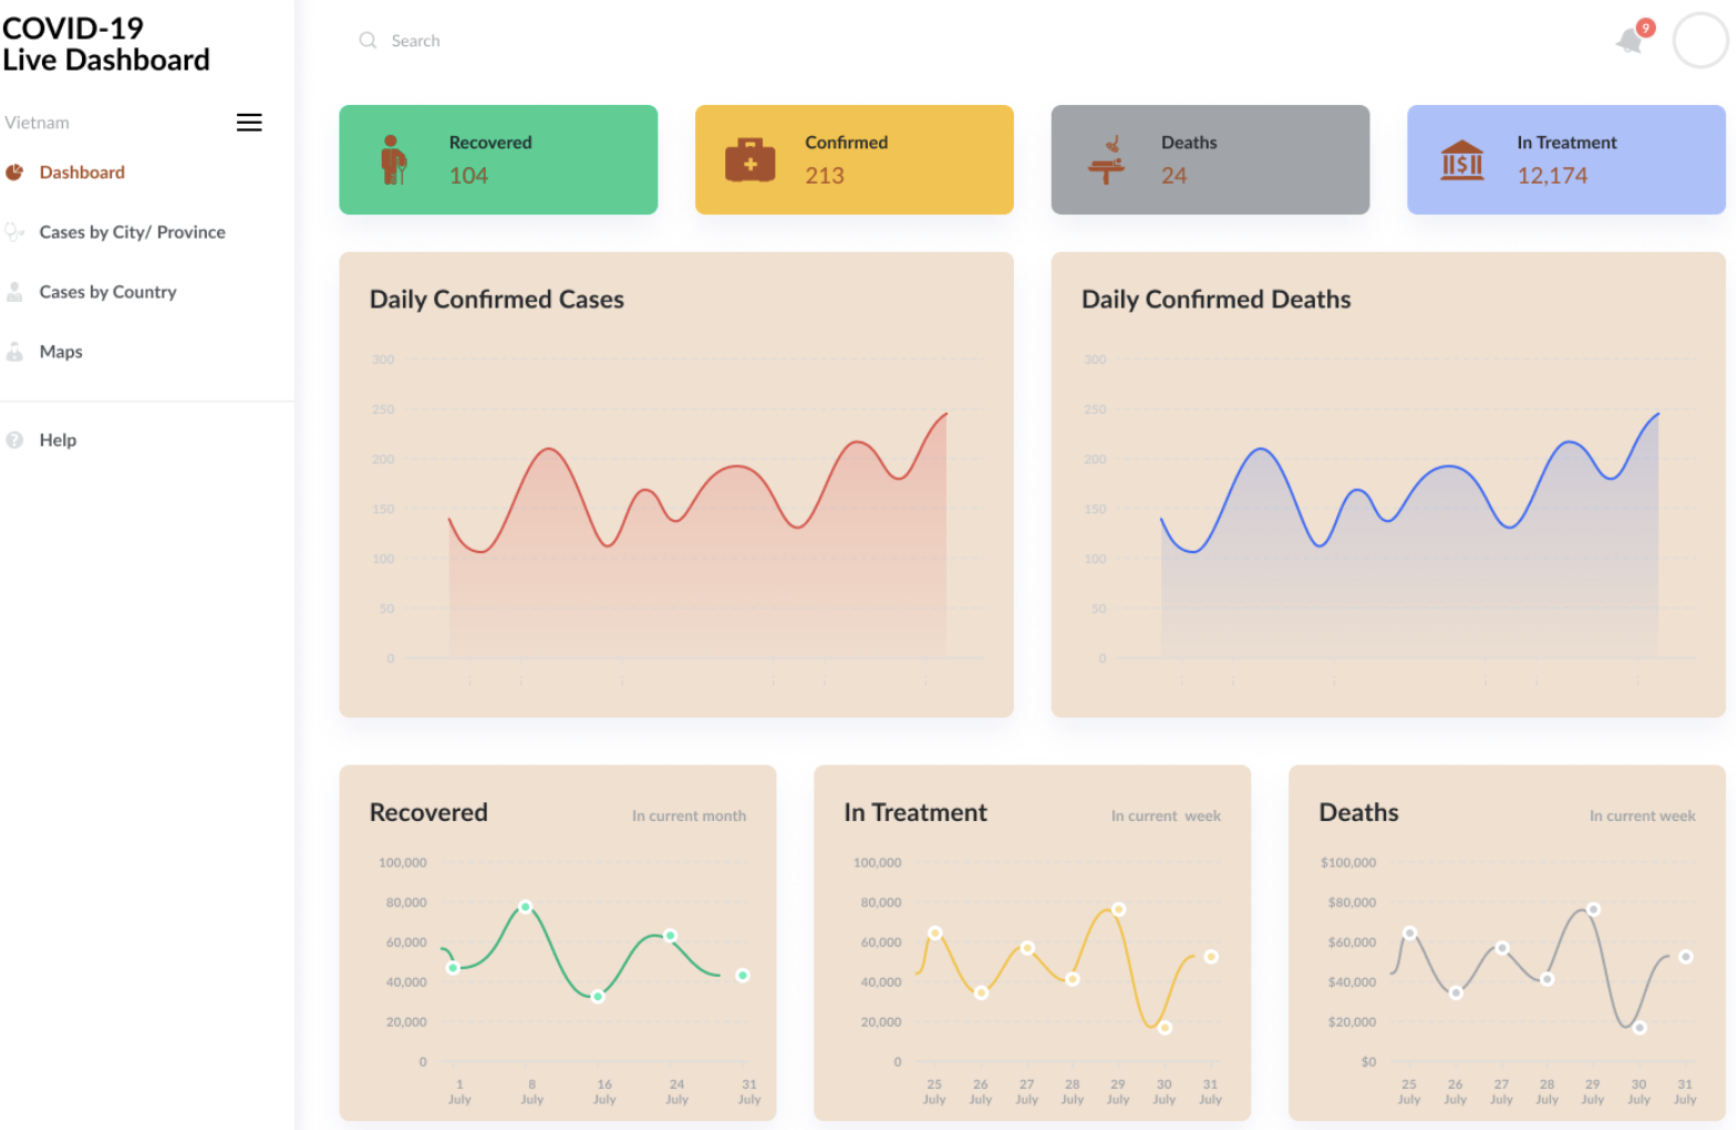 COVID-19
Live Dashboard
Search
9
Vietnam
Dashboard
Cases by City/ Province
Cases by Country
Maps
Help
Recovered
104
Confirmed
213
Deaths
24
In Treatment
12,174
Daily Confirmed Cases
300
250
200
150
100
50
0
Daily Confirmed Deaths
300
250
200
150
100
50
0
Recovered
In current month
100,000
80,000
60,000
40,000
20,000
0
1 8 16 24 31
July July July July July
In Treatment
In current week
100,000
80,000
60,000
40,000
20,000
0
25 26 27 28 29 30 31
July July July July July July July
Deaths
In current week
$100,000
$80,000
$60,000
$40,000
$20,000
$0
25 26 27 28 29 30 31
July July July July July July July